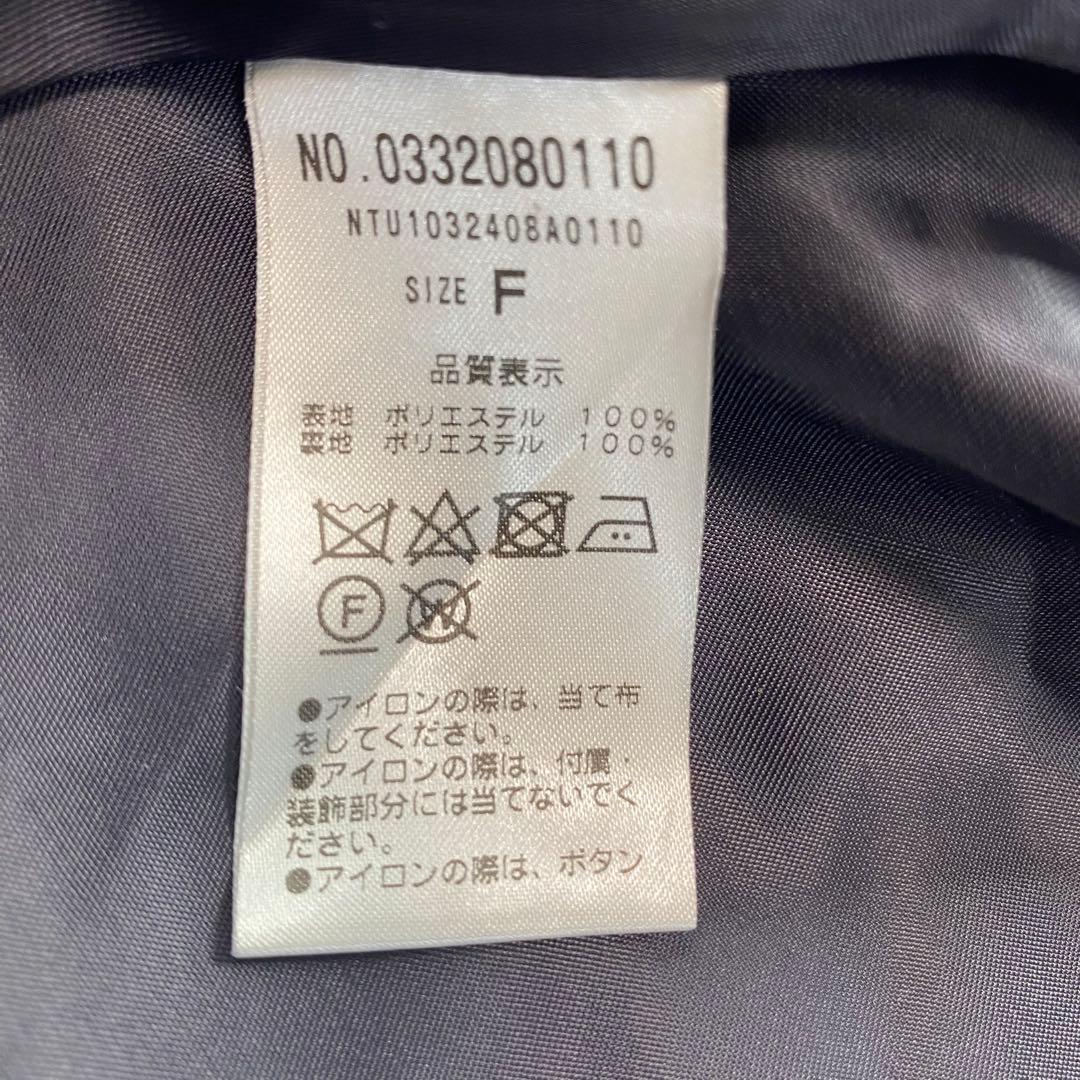 NO.0332080110
NTU1032408A0110
SIZE F
品質表示
表地 ポリエステル 100%
裏地 ポリエステル 100%
F
W
●アイロンの際は、当て布
をしてください。
●アイロンの際は、付属・
装飾部分には当てないでく
ださい。
●アイロンの際は、ボタン